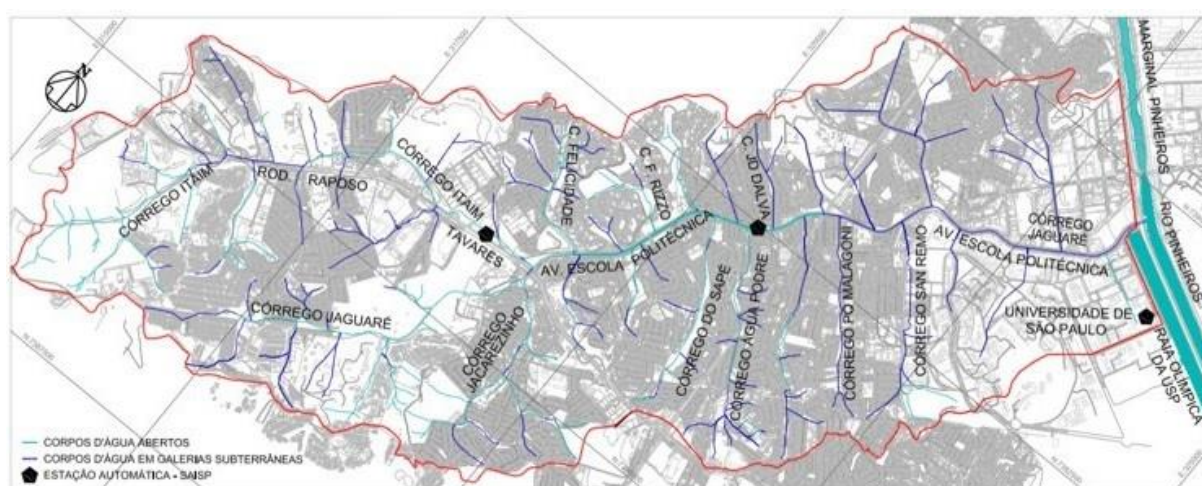 N
CÓRREGO ITAIM
ROD. RAPOSO
CÓRREGO ITAIM
TAVARES
C. FELICIDADE
C. F. RIZZO
C. JD DALVA
AV. ESCOLA POLITÉCNICA
CÓRREGO JAGUARÉ
CÓRREGO
JACAREZINHO
CÓRREGO DO SAPÉ
CÓRREGO ÁGUA PODRE
CÓRREGO PQ MALAGONI
CÓRREGO SAN REMO
CÓRREGO
JAGUARÉ
AV. ESCOLA POLITÉCNICA
UNIVERSIDADE DE
SÃO PAULO
MARGINAL PINHEIROS
RIO PINHEIROS
RAIA OLÍMPICA
DA USP
CORPOS D'ÁGUA ABERTOS
CORPOS D'ÁGUA EM GALERIAS SUBTERRÂNEAS
ESTAÇÃO AUTOMÁTICA - SAISP